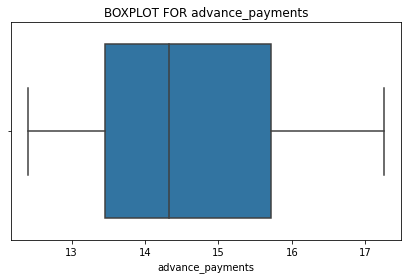 BOXPLOT FOR advance_payments
13 14 15 16 17
advance_payments